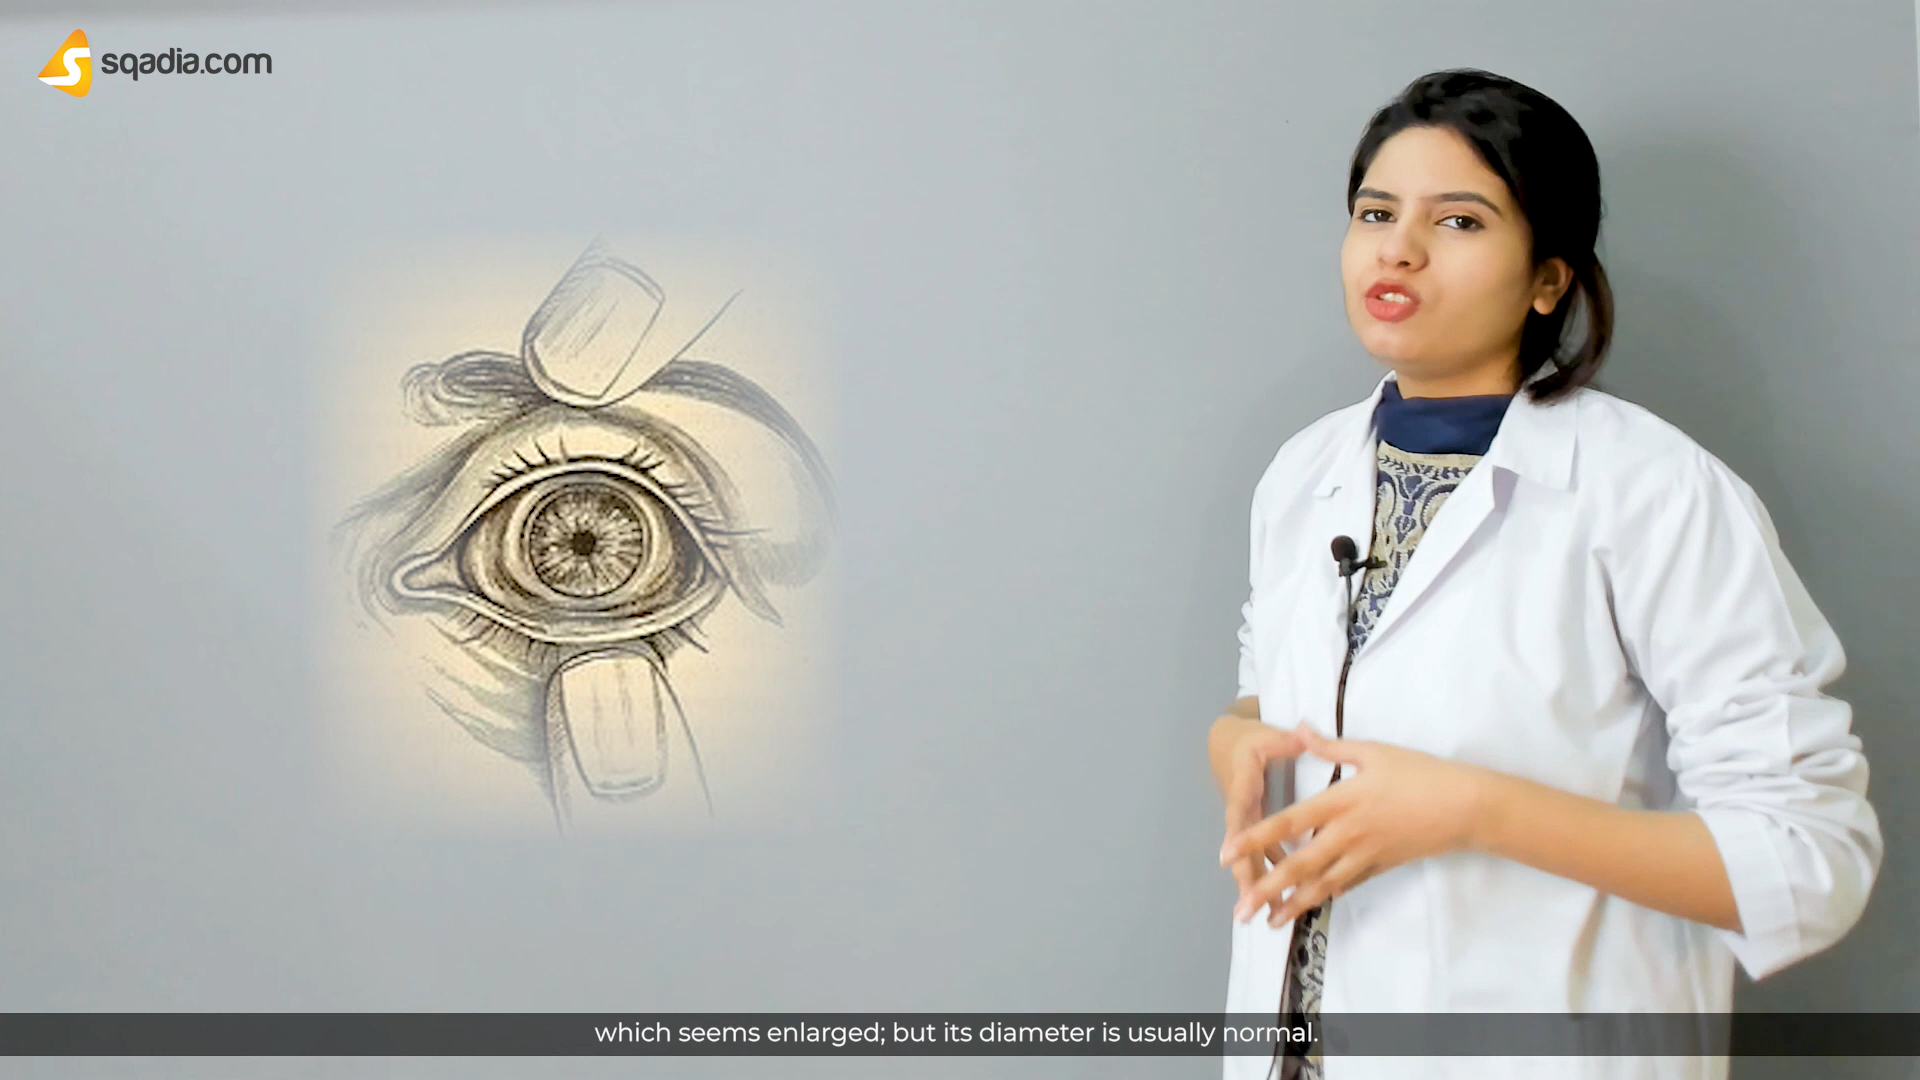 sqadia.com
which seems enlarged; but its diameter is usually normal.